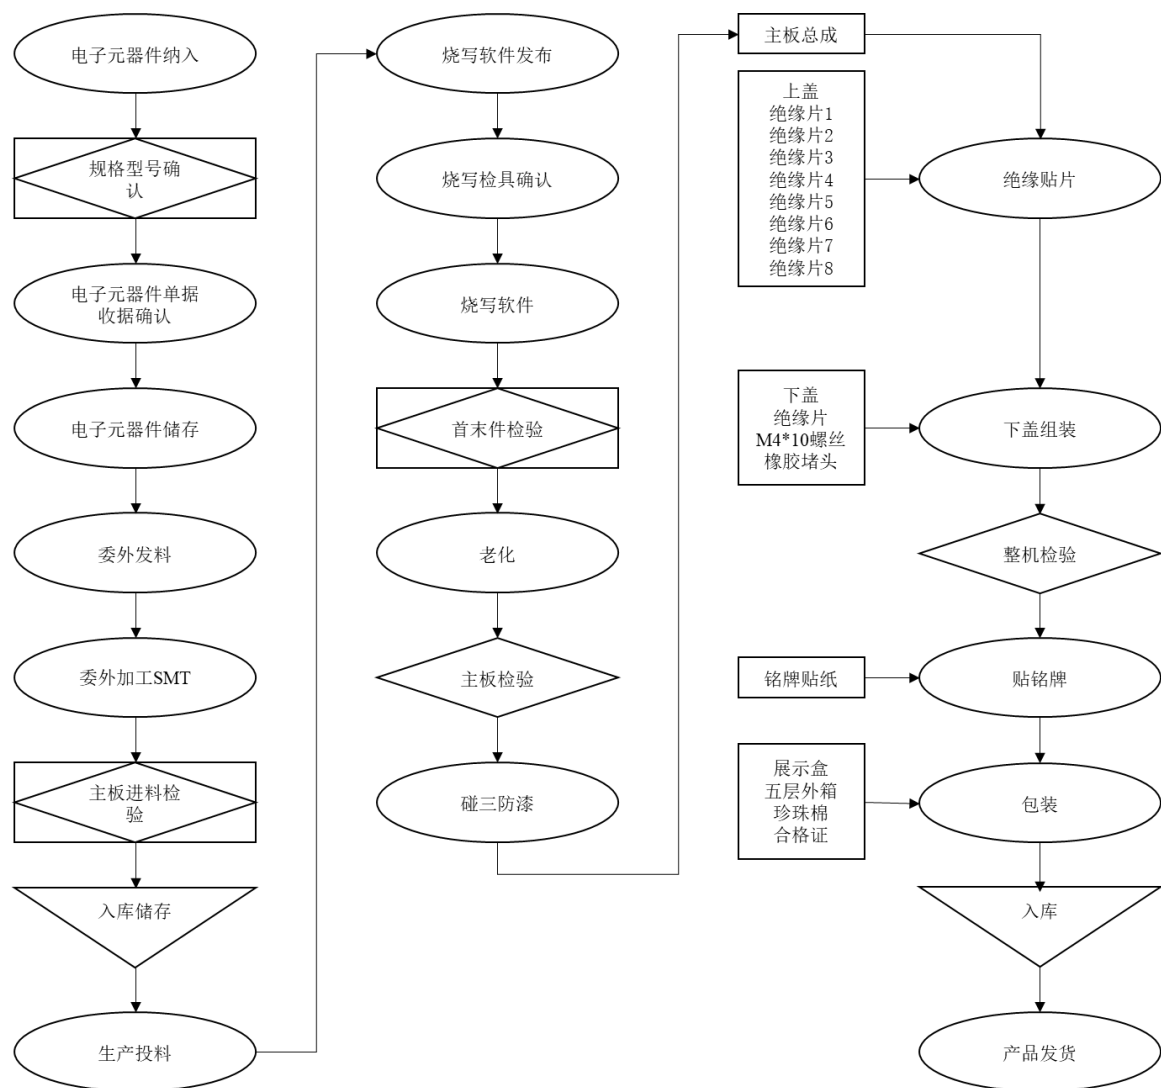 电子元器件纳入
规格型号确
认
电子元器件单据
收据确认
电子元器件储存
委外发料
委外加工SMT
主板进料检
验
入库储存
生产投料
烧写软件发布
烧写检具确认
烧写软件
首末件检验
老化
主板检验
碰三防漆
主板总成
上盖
绝缘片1
绝缘片2
绝缘片3
绝缘片4
绝缘片5
绝缘片6
绝缘片7
绝缘片8
绝缘贴片
下盖
绝缘片
M4*10螺丝
橡胶堵头
下盖组装
整机检验
铭牌贴纸
贴铭牌
展示盒
五层外箱
珍珠棉
合格证
包装
入库
产品发货